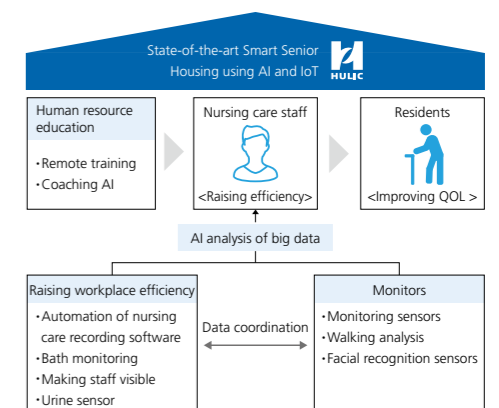 State-of-the-art Smart Senior
Housing using AI and IoT
HULIC
Human resource
education
・Remote training
・Coaching AI
Nursing care staff
<Raising efficiency>
Residents
<Improving QOL >
AI analysis of big data
Raising workplace efficiency
・Automation of nursing
care recording software
・Bath monitoring
・Making staff visible
・Urine sensor
Data coordination
Monitors
・Monitoring sensors
・Walking analysis
・Facial recognition sensors